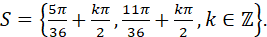 S = {5π/36 + kπ/2, 11π/36 + kπ/2, k ∈ ℤ}.